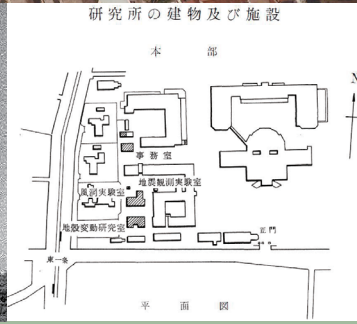 研究所の建物及び施設
本部
N
事務室
地震観測実験室
風洞実験室
地殻変動研究室
正門
東一条
平面図